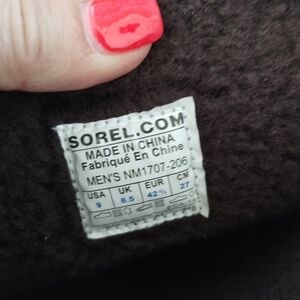 SOREL.COM
MADE IN CHINA
Fabriqué En Chine
MEN'S NM1707-206
USA UK EUR CM
9 8.5 42½ 27